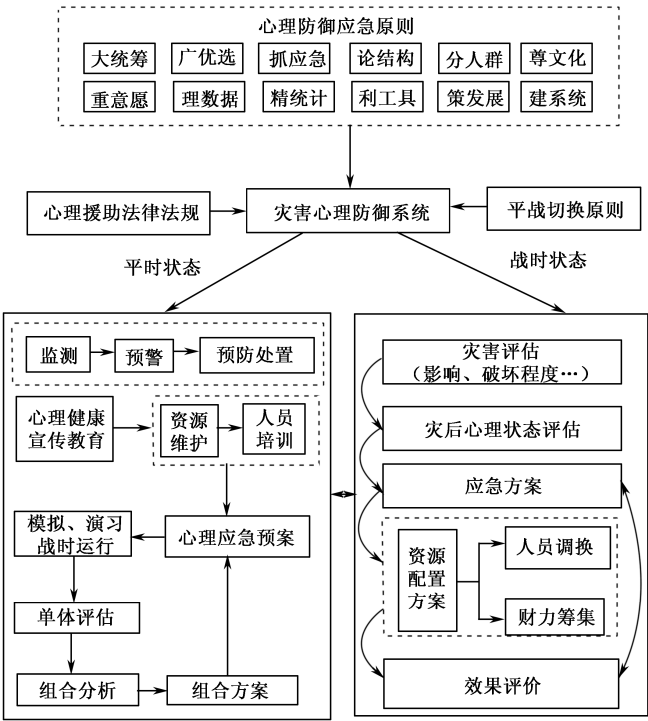 心理防御应急原则
大统筹 广优选 抓应急 论结构 分人群 尊文化
重意愿 理数据 精统计 利工具 策发展 建系统
心理援助法律法规
灾害心理防御系统
平战切换原则
平时状态
战时状态
监测
预警
预防处置
心理健康
宣传教育
资源
维护
人员
培训
心理应急预案
模拟、演习
战时运行
单体评估
组合分析
组合方案
灾害评估
（影响、破坏程度…）
灾后心理状态评估
应急方案
资源
配置
方案
人员调换
财力筹集
效果评价